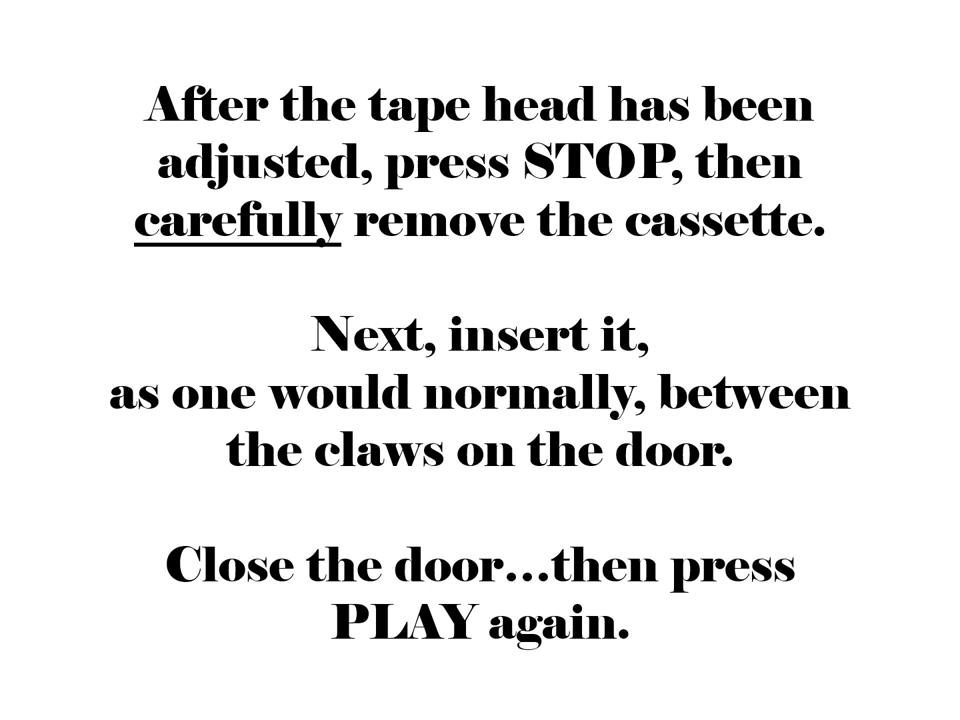 After the tape head has been
adjusted, press STOP, then
carefully remove the cassette.
Next, insert it,
as one would normally, between
the claws on the door.
Close the door...then press
PLAY again.